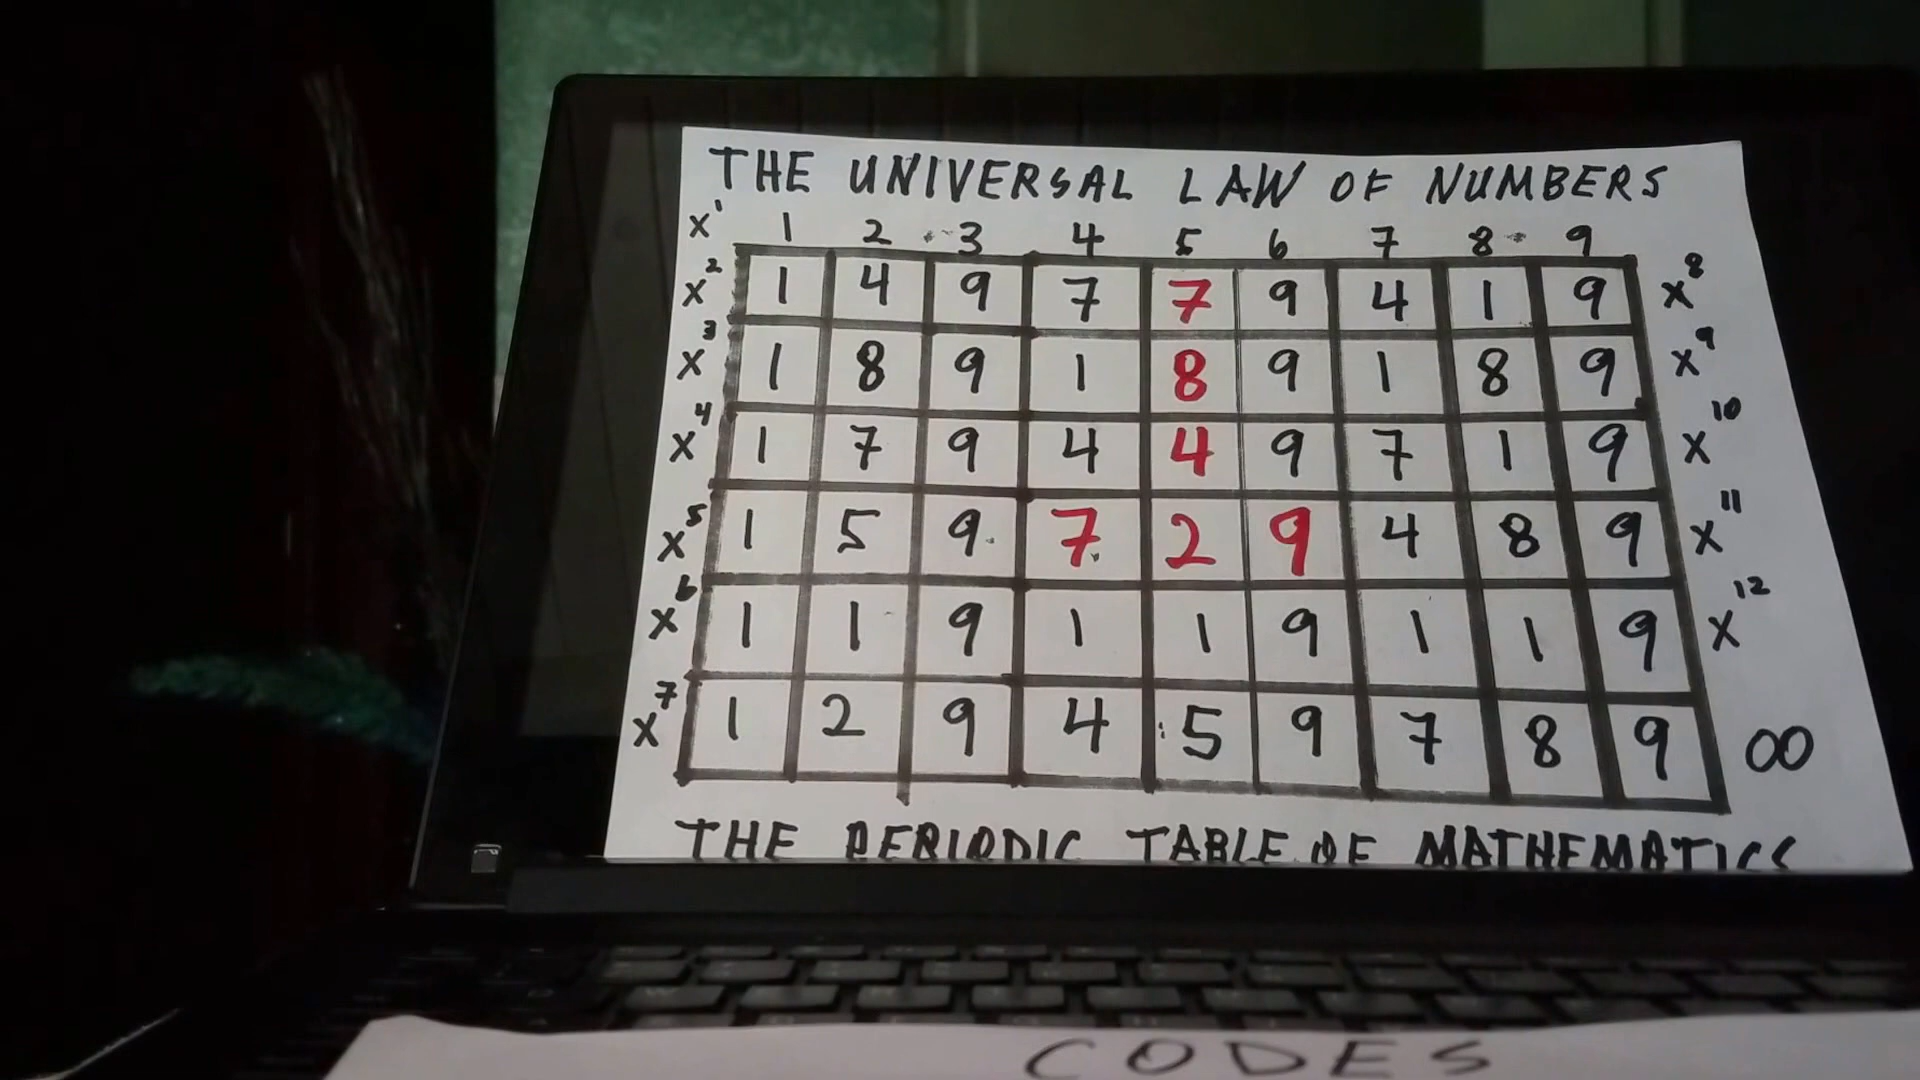 THE UNIVERSAL LAW OF NUMBERS
x¹ 1 2 3 4 5 6 7 8 9
x² 1 4 9 7 7 9 4 1 9 x⁸
x³ 1 8 9 1 8 9 1 8 9 x⁹
x⁴ 1 7 9 4 4 9 7 1 9 x¹⁰
x⁵ 1 5 9 7 2 9 4 8 9 x¹¹
x⁶ 1 1 9 1 1 9 1 1 9 x¹²
x⁷ 1 2 9 4 5 9 7 8 9 ∞
THE PERIODIC TABLE OF MATHEMATICS
CODES